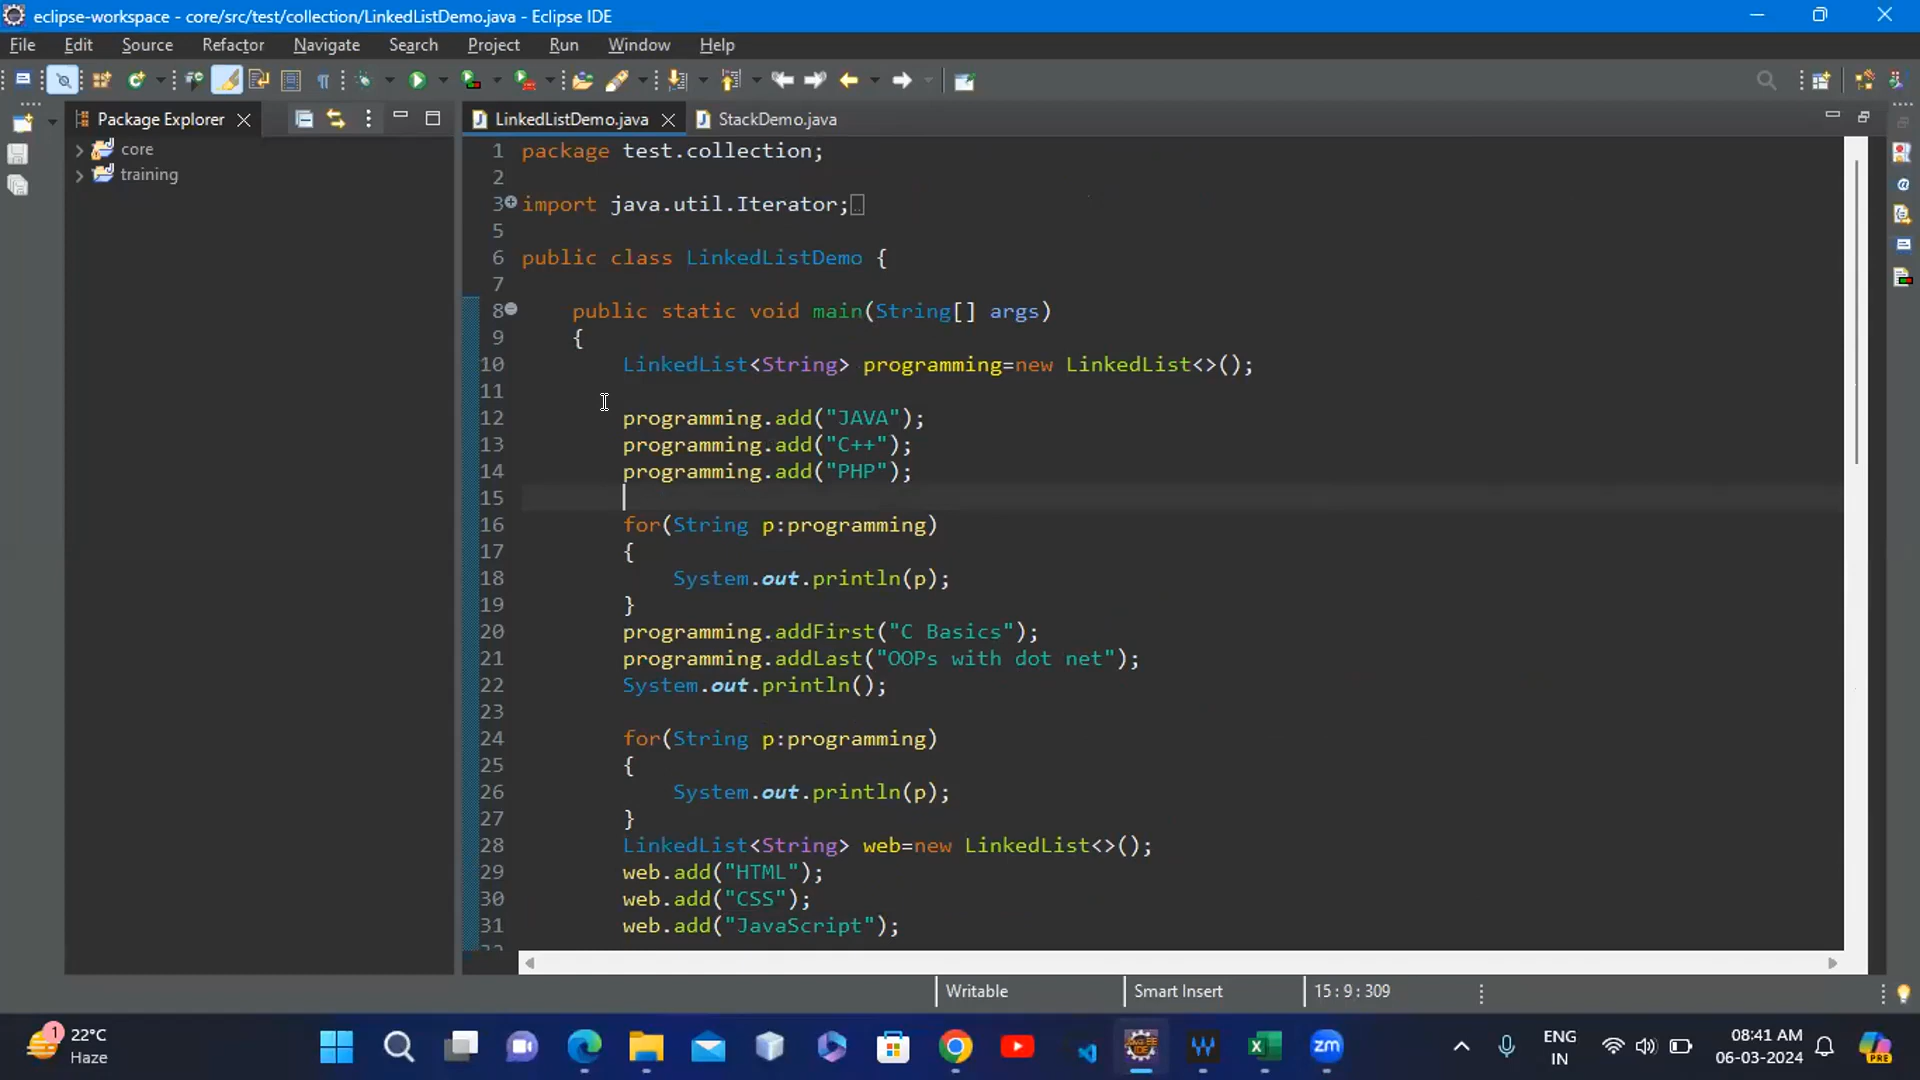 eclipse-workspace - core/src/test/collection/LinkedListDemo.java - Eclipse IDE
File Edit Source Refactor Navigate Search Project Run Window Help
Package Explorer
core
training
LinkedListDemo.java
StackDemo.java
1 package test.collection;
2
3 import java.util.Iterator;
5
6 public class LinkedListDemo {
7
8 public static void main(String[] args)
9 {
10 LinkedList<String> programming=new LinkedList<>();
11
12 programming.add("JAVA");
13 programming.add("C++");
14 programming.add("PHP");
15
16 for(String p:programming)
17 {
18 System.out.println(p);
19 }
20 programming.addFirst("C Basics");
21 programming.addLast("OOPs with dot net");
22 System.out.println();
23
24 for(String p:programming)
25 {
26 System.out.println(p);
27 }
28 LinkedList<String> web=new LinkedList<>();
29 web.add("HTML");
30 web.add("CSS");
31 web.add("JavaScript");
Writable Smart Insert 15 : 9 : 309
1
22°C
Haze
zm
ENG
IN
08:41 AM
06-03-2024
PRE